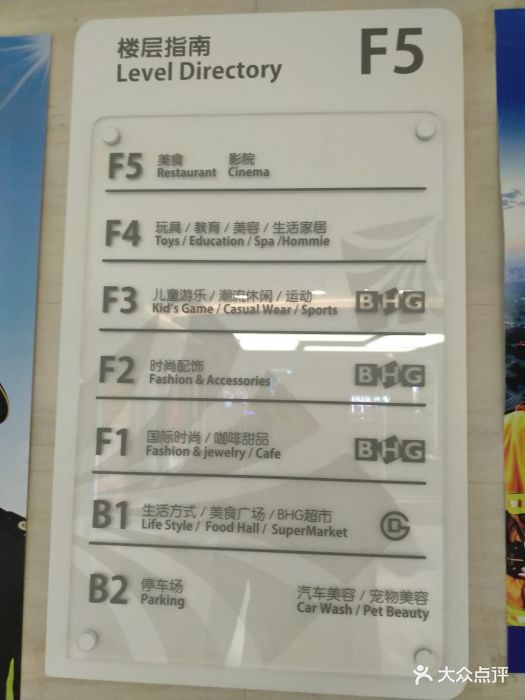 楼层指南 F5
Level Directory
F5 美食 影院
Restaurant Cinema
F4 玩具 / 教育 / 美容 / 生活家居
Toys / Education / Spa /Hommie
F3 儿童游乐 / 潮流休闲 / 运动 BHG
Kid's Game / Casual Wear / Sports
F2 时尚配饰 BHG
Fashion & Accessories
F1 国际时尚 / 咖啡甜品 BHG
Fashion & jewelry / Cafe
B1 生活方式 / 美食广场 / BHG超市
Life Style / Food Hall / SuperMarket
B2 停车场 汽车美容 / 宠物美容
Parking Car Wash / Pet Beauty
大众点评